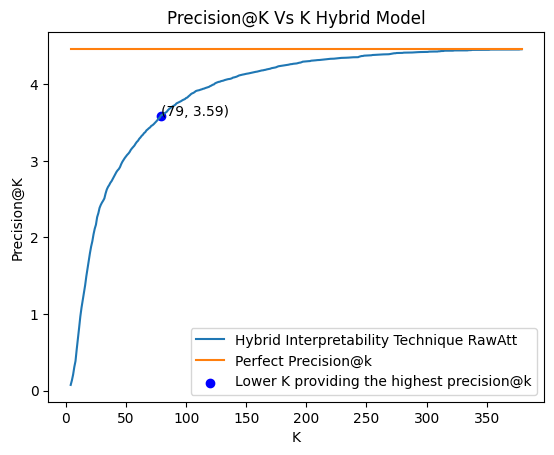 Precision@K Vs K Hybrid Model
Precision@K
4
3
2
1
0
(79, 3.59)
Hybrid Interpretability Technique RawAtt
Perfect Precision@k
Lower K providing the highest precision@k
0 50 100 150 200 250 300 350
K